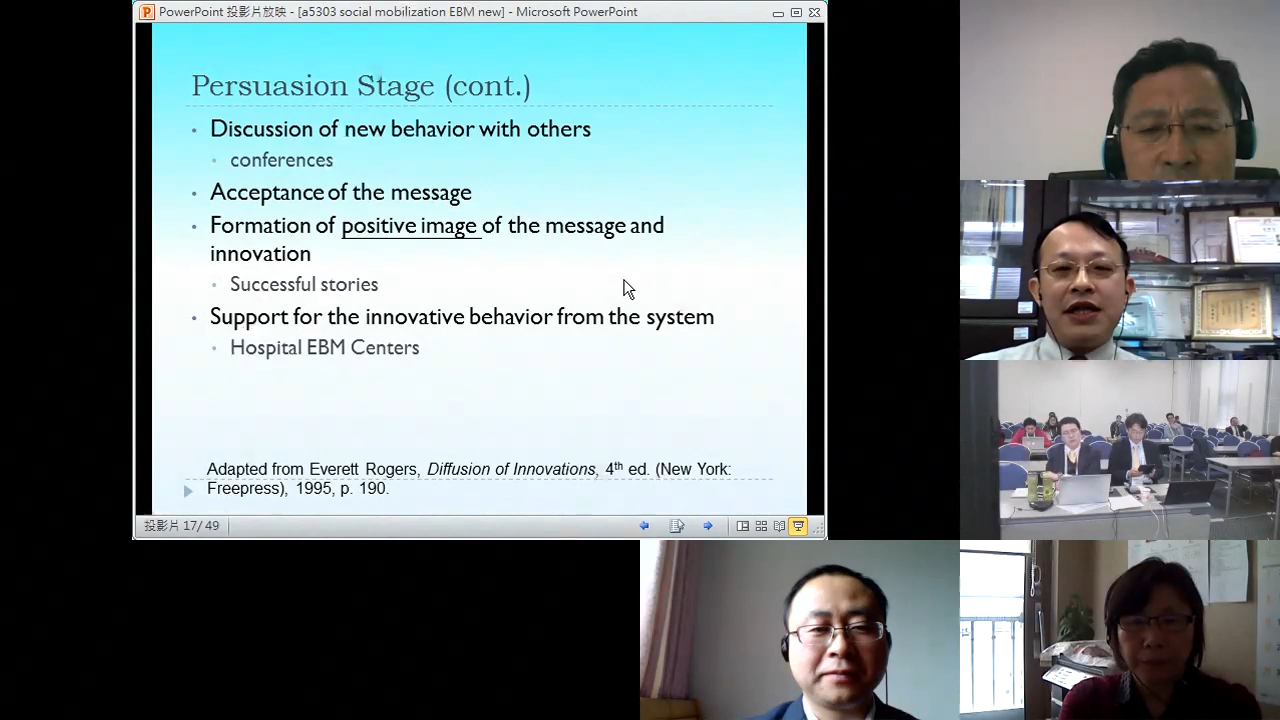 PowerPoint 投影片放映 - [a5303 social mobilization EBM new] - Microsoft PowerPoint
Persuasion Stage (cont.)
Discussion of new behavior with others
conferences
Acceptance of the message
Formation of positive image of the message and
innovation
Successful stories
Support for the innovative behavior from the system
Hospital EBM Centers
Adapted from Everett Rogers, Diffusion of Innovations, 4th ed. (New York:
Freepress), 1995, p. 190.
投影片 17/ 49